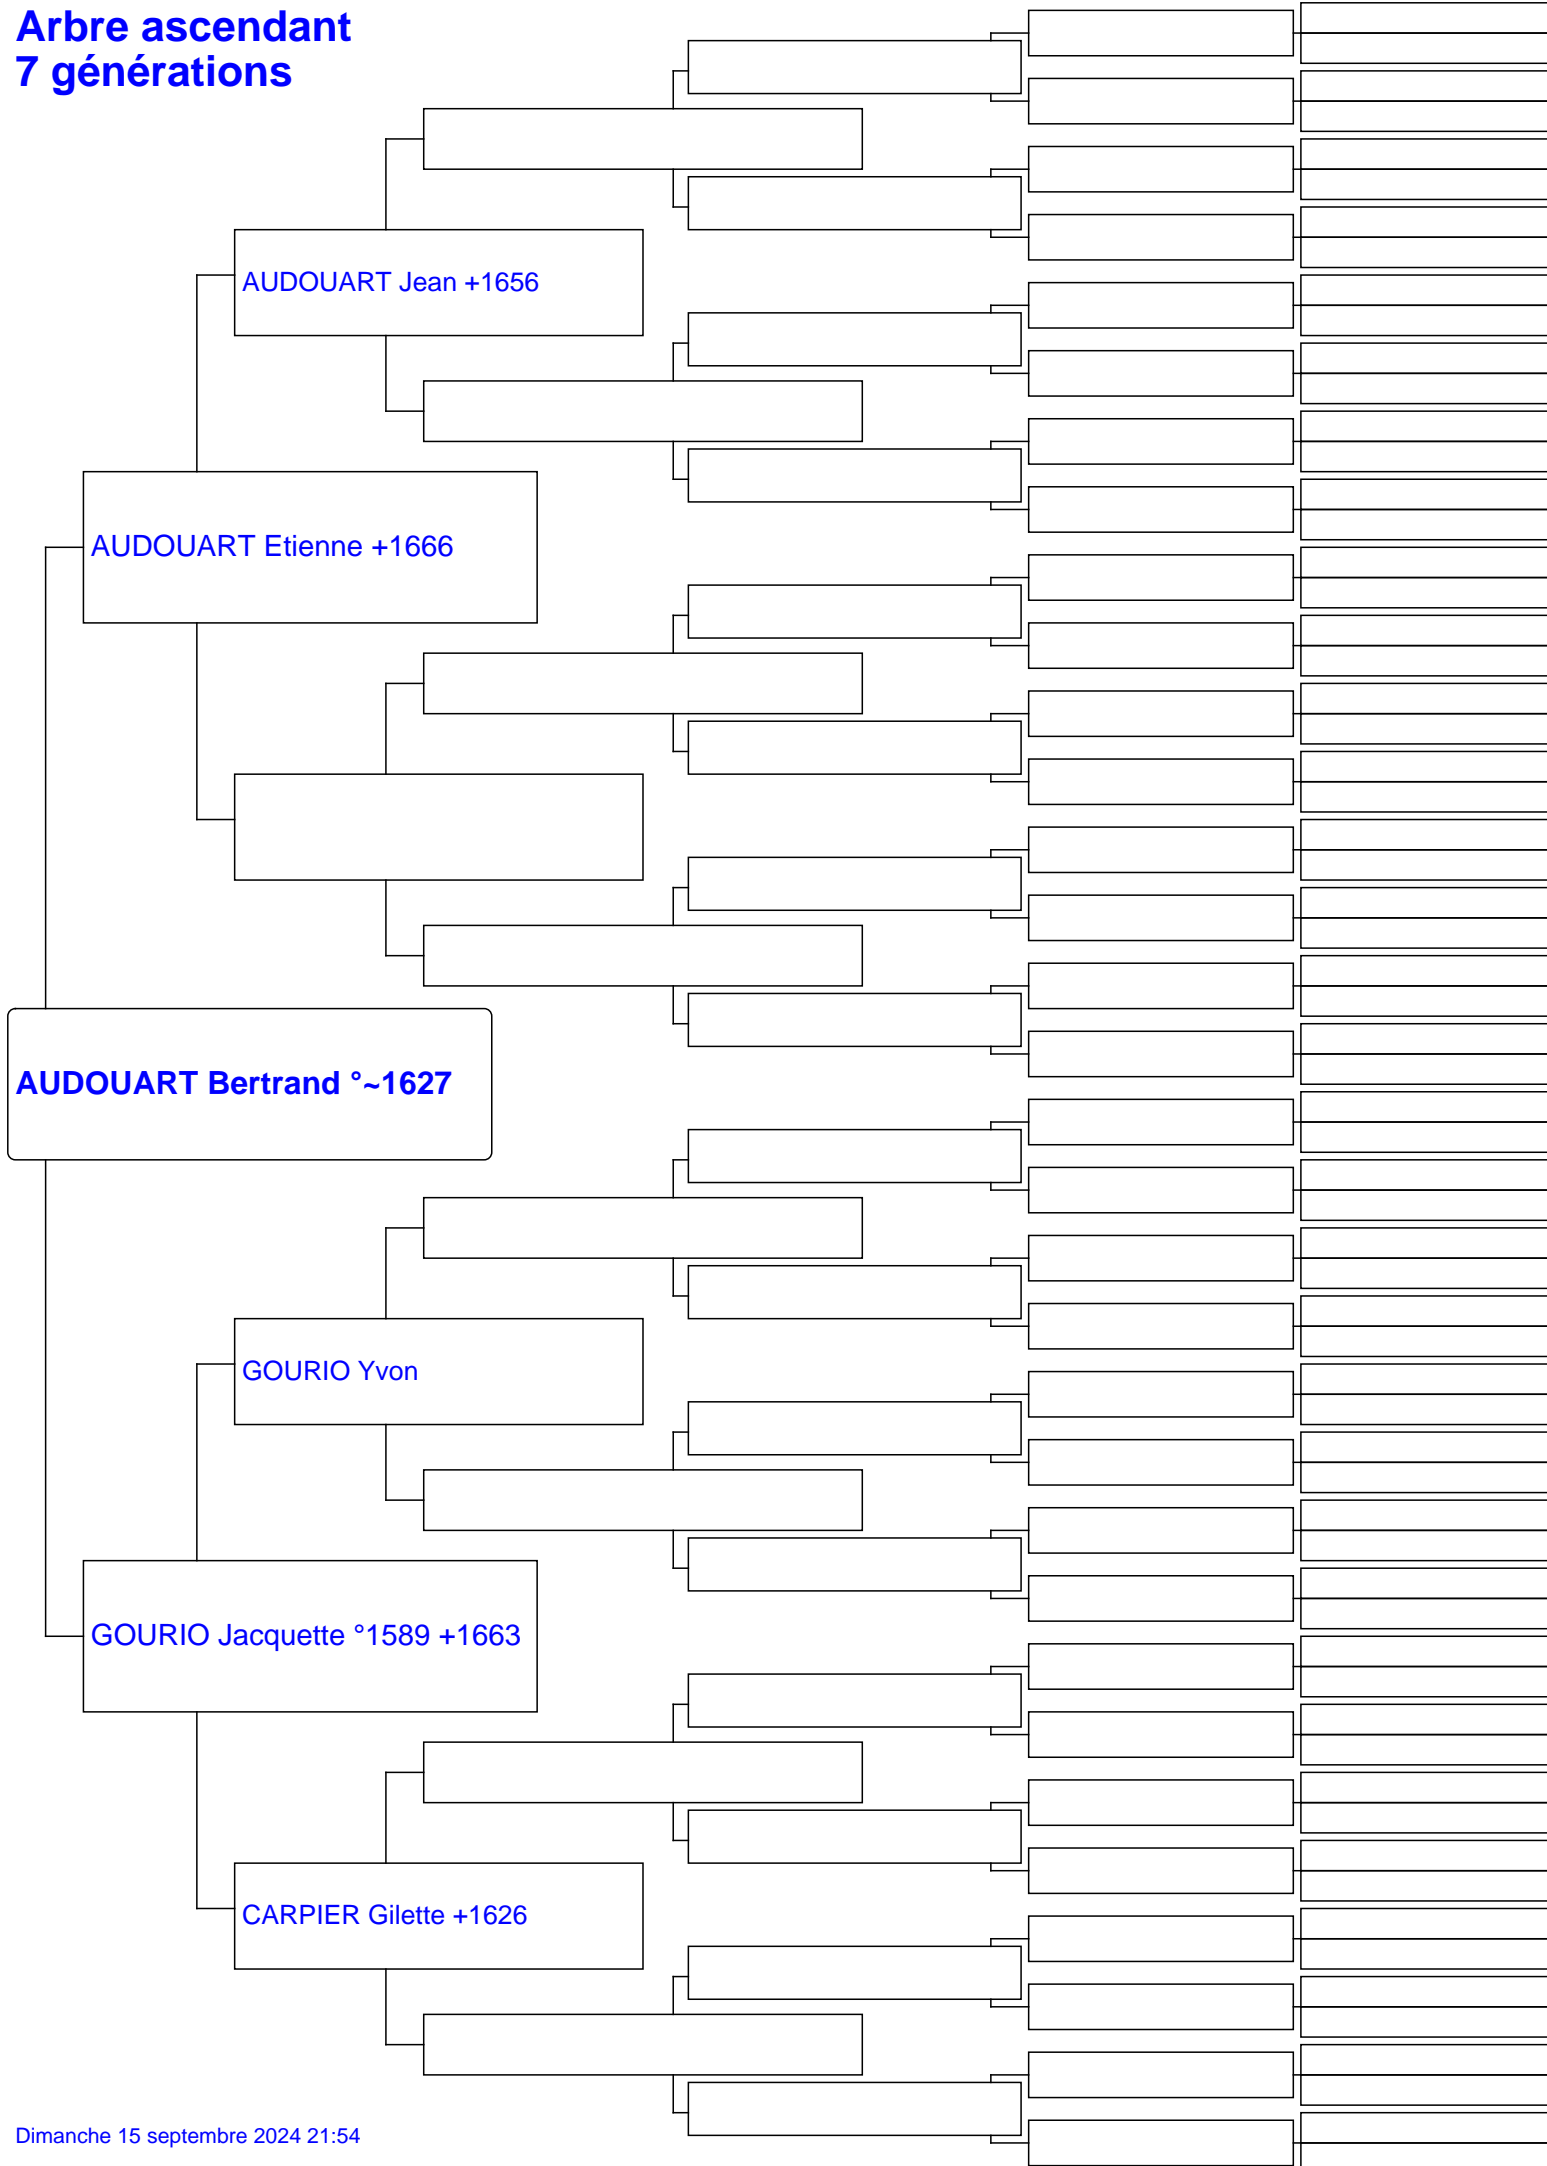 Arbre ascendant
7 générations
AUDOUART Jean +1656
AUDOUART Etienne +1666
AUDOUART Bertrand °~1627
GOURIO Yvon
GOURIO Jacquette °1589 +1663
CARPIER Gilette +1626
Dimanche 15 septembre 2024 21:54